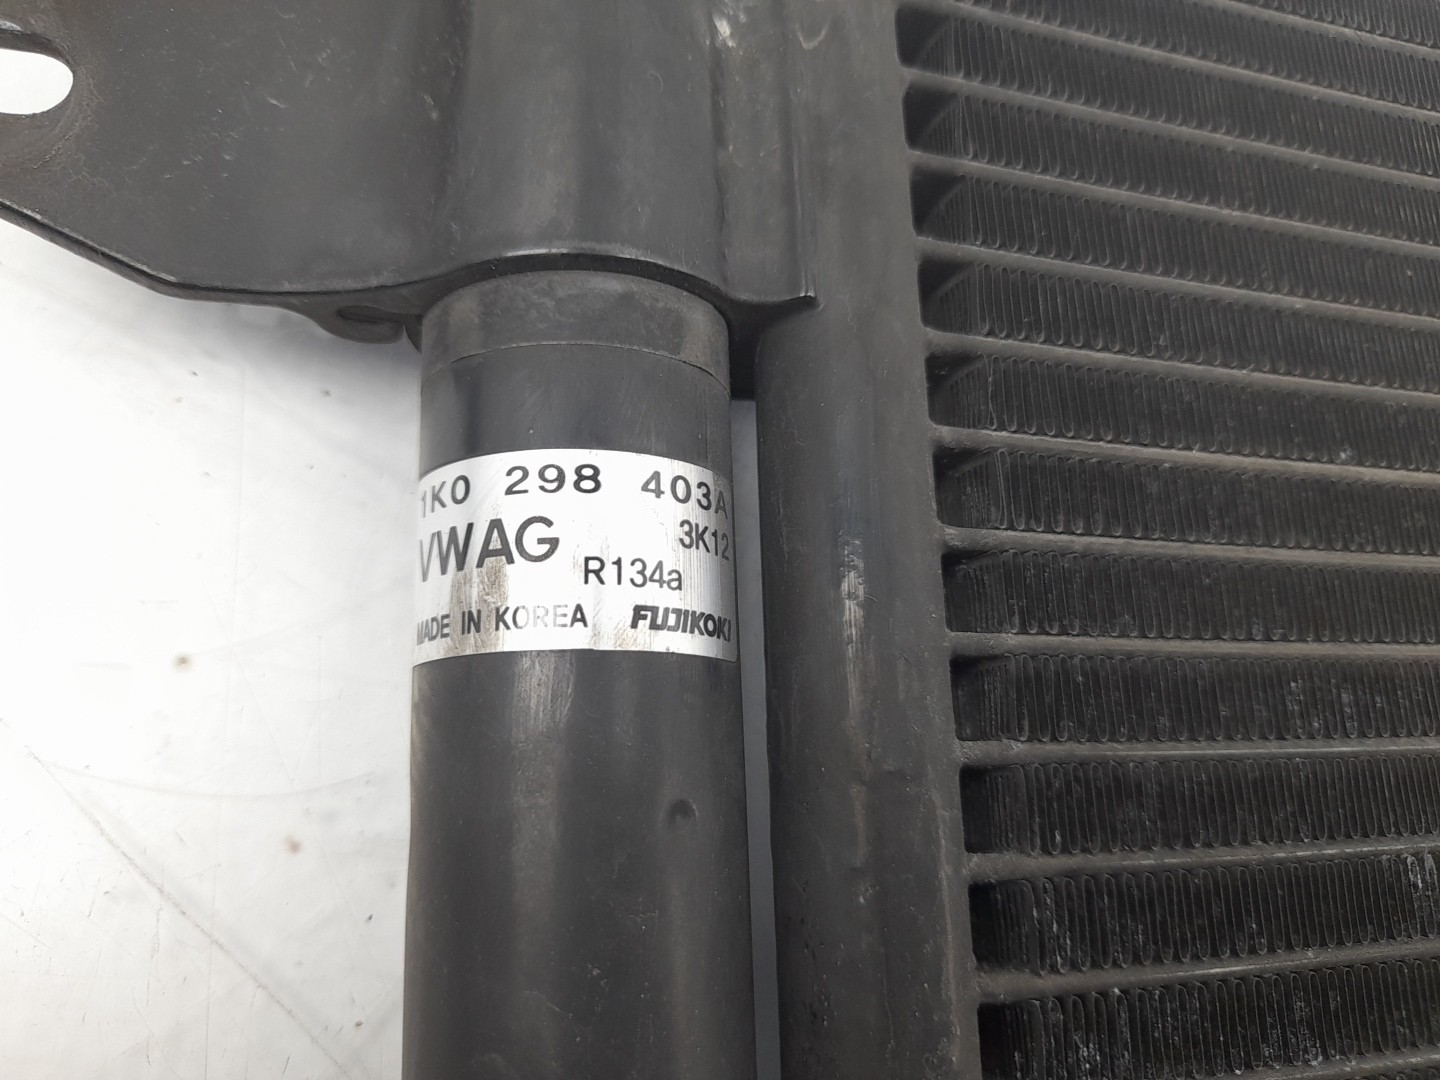 1K0 298 403A
VWAG 3K12
R134a
MADE IN KOREA FUJIKOKI